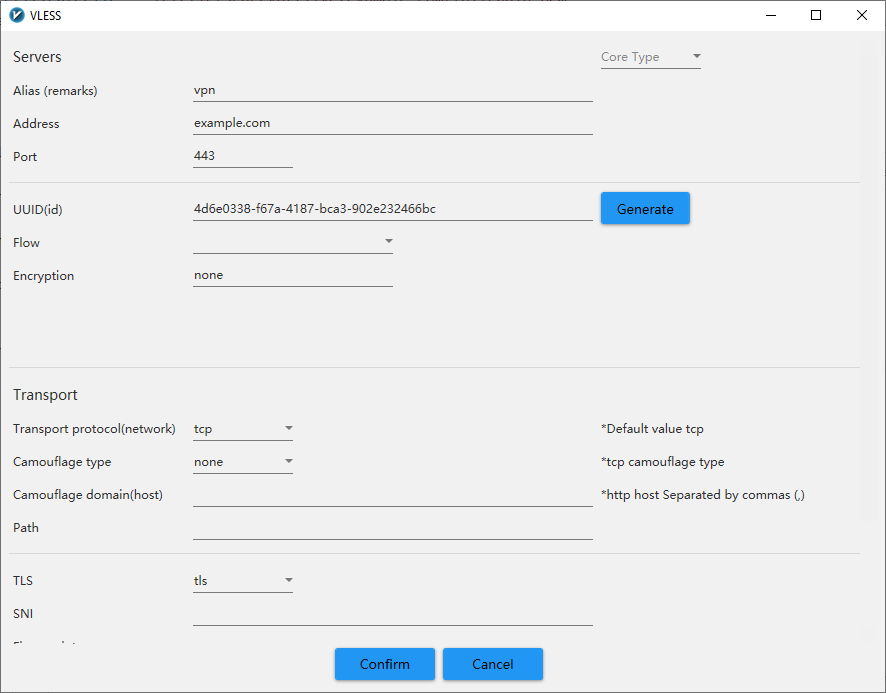 VLESS
Servers Core Type
Alias (remarks) vpn
Address example.com
Port 443
UUID(id) 4d6e0338-f67a-4187-bca3-902e232466bc Generate
Flow
Encryption none
Transport
Transport protocol(network) tcp *Default value tcp
Camouflage type none *tcp camouflage type
Camouflage domain(host) *http host Separated by commas (,)
Path
TLS tls
SNI
Confirm Cancel